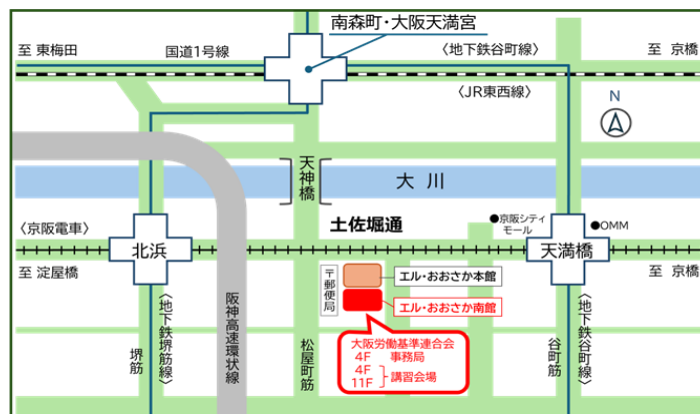 南森町・大阪天満宮
至 東梅田
国道1号線
〈地下鉄谷町線〉
至 京橋
〈JR東西線〉
N
天神橋
大川
〈京阪電車〉
土佐堀通
●京阪シティ
モール
●OMM
北浜
天満橋
至 淀屋橋
至 京橋
〒郵便局
エル・おおさか本館
エル・おおさか南館
大阪労働基準連合会
4F 事務局
4F
11F
講習会場
堺筋
〈地下鉄堺筋線〉
阪神高速環状線
松屋町筋
谷町筋
〈地下鉄谷町線〉